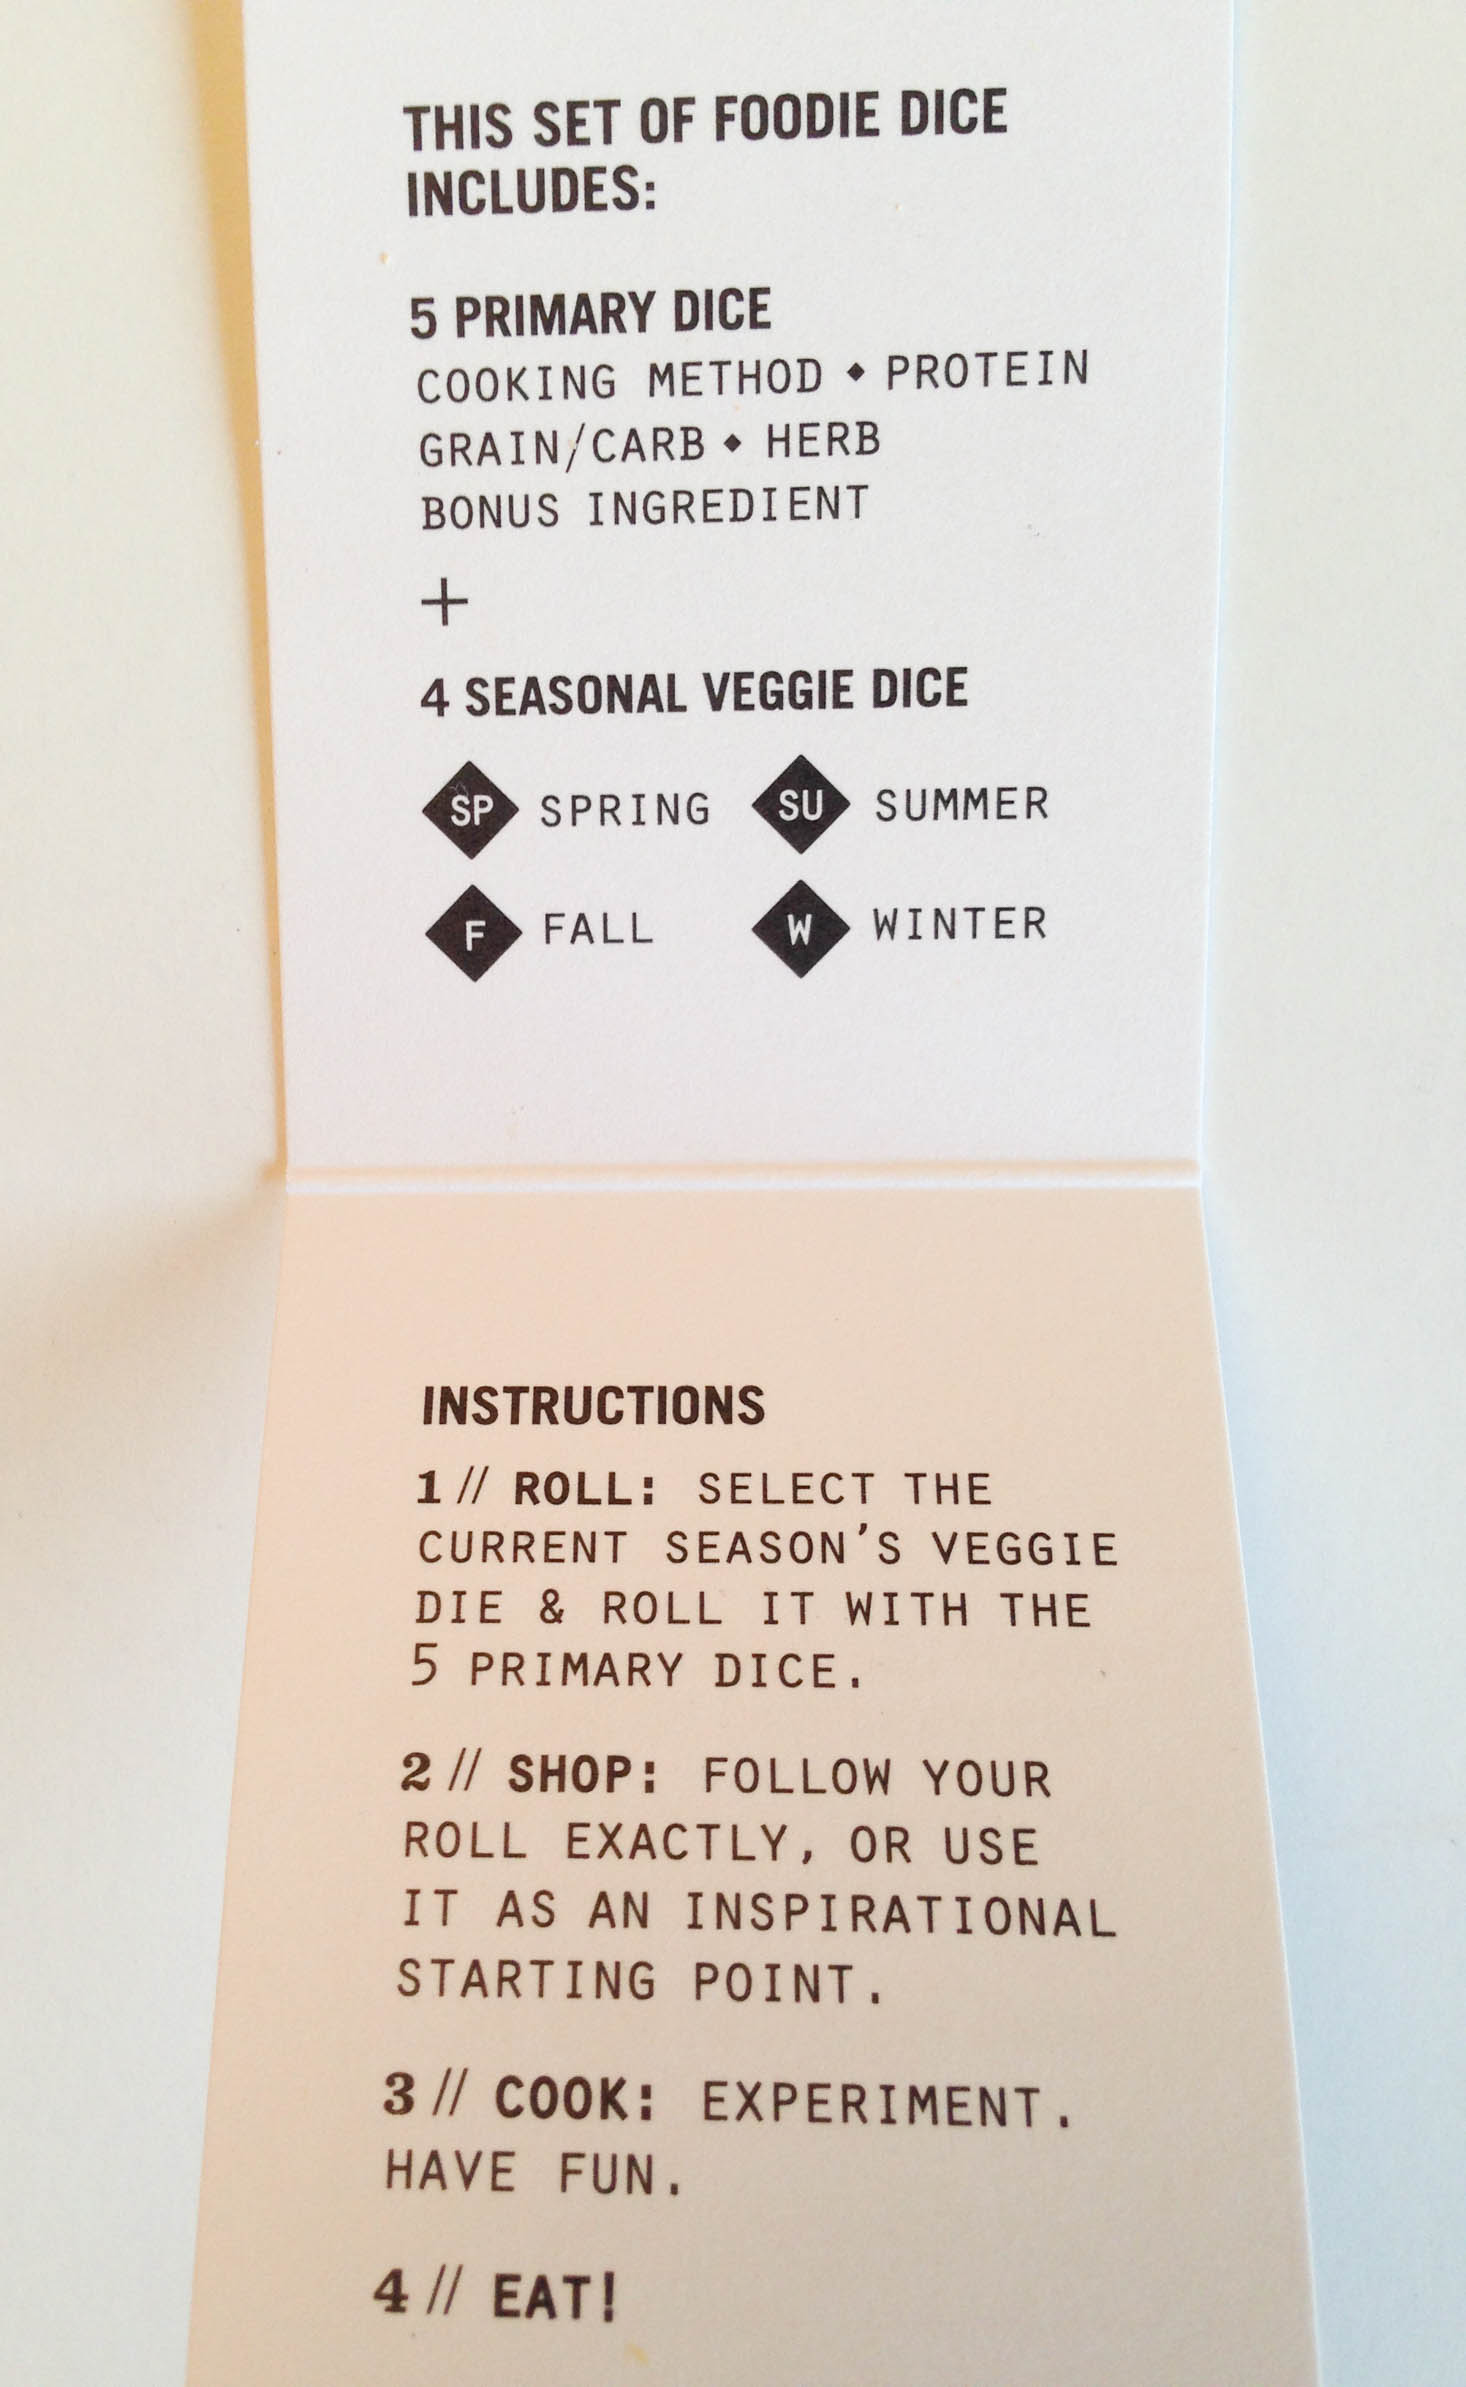 THIS SET OF FOODIE DICE
INCLUDES:
5 PRIMARY DICE
COOKING METHOD ◆ PROTEIN
GRAIN/CARB ◆ HERB
BONUS INGREDIENT
+
4 SEASONAL VEGGIE DICE
SP SPRING SU SUMMER
F FALL W WINTER
INSTRUCTIONS
1 // ROLL: SELECT THE
CURRENT SEASON'S VEGGIE
DIE & ROLL IT WITH THE
5 PRIMARY DICE.
2 // SHOP: FOLLOW YOUR
ROLL EXACTLY, OR USE
IT AS AN INSPIRATIONAL
STARTING POINT.
3 // COOK: EXPERIMENT.
HAVE FUN.
4 // EAT!